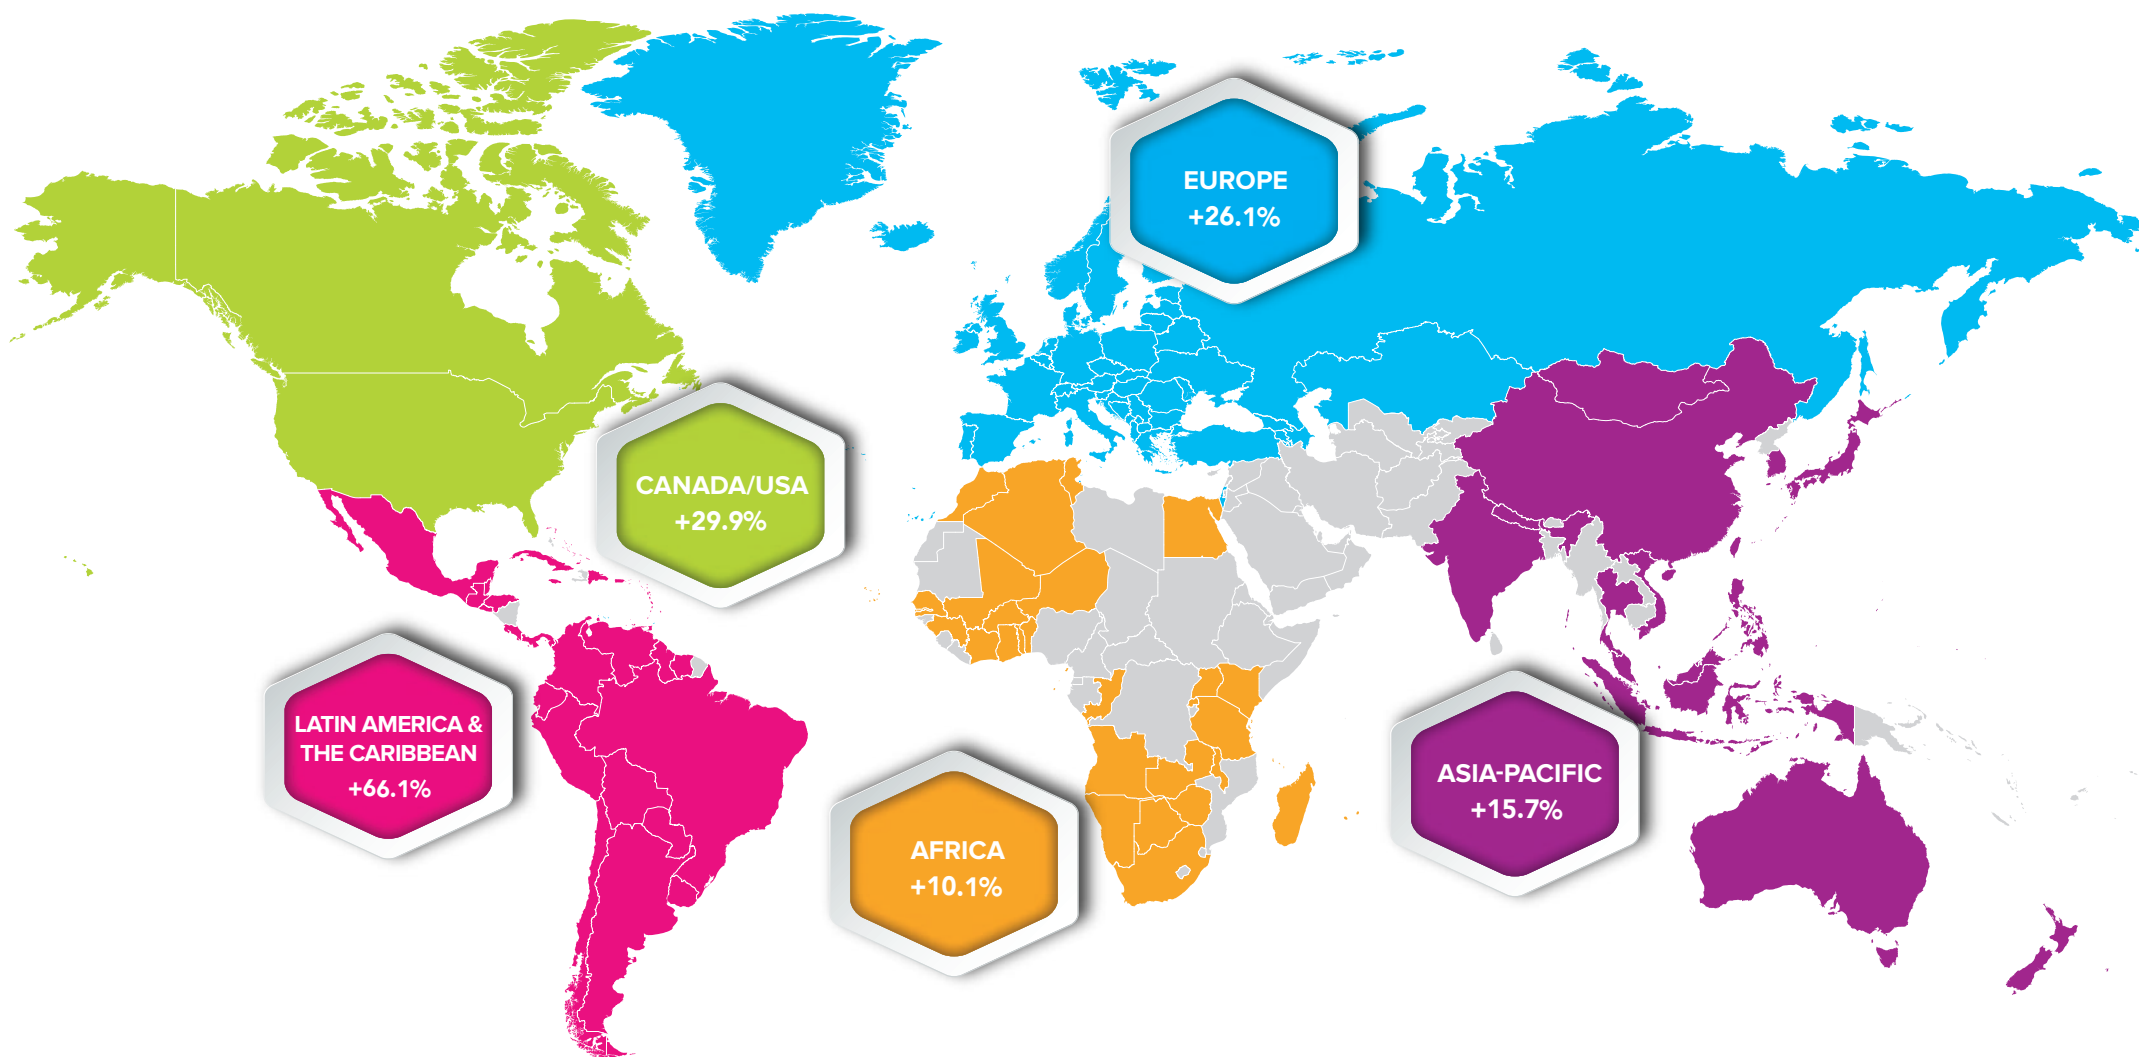 EUROPE
+26.1%
CANADA/USA
+29.9%
LATIN AMERICA &
THE CARIBBEAN
+66.1%
AFRICA
+10.1%
ASIA-PACIFIC
+15.7%